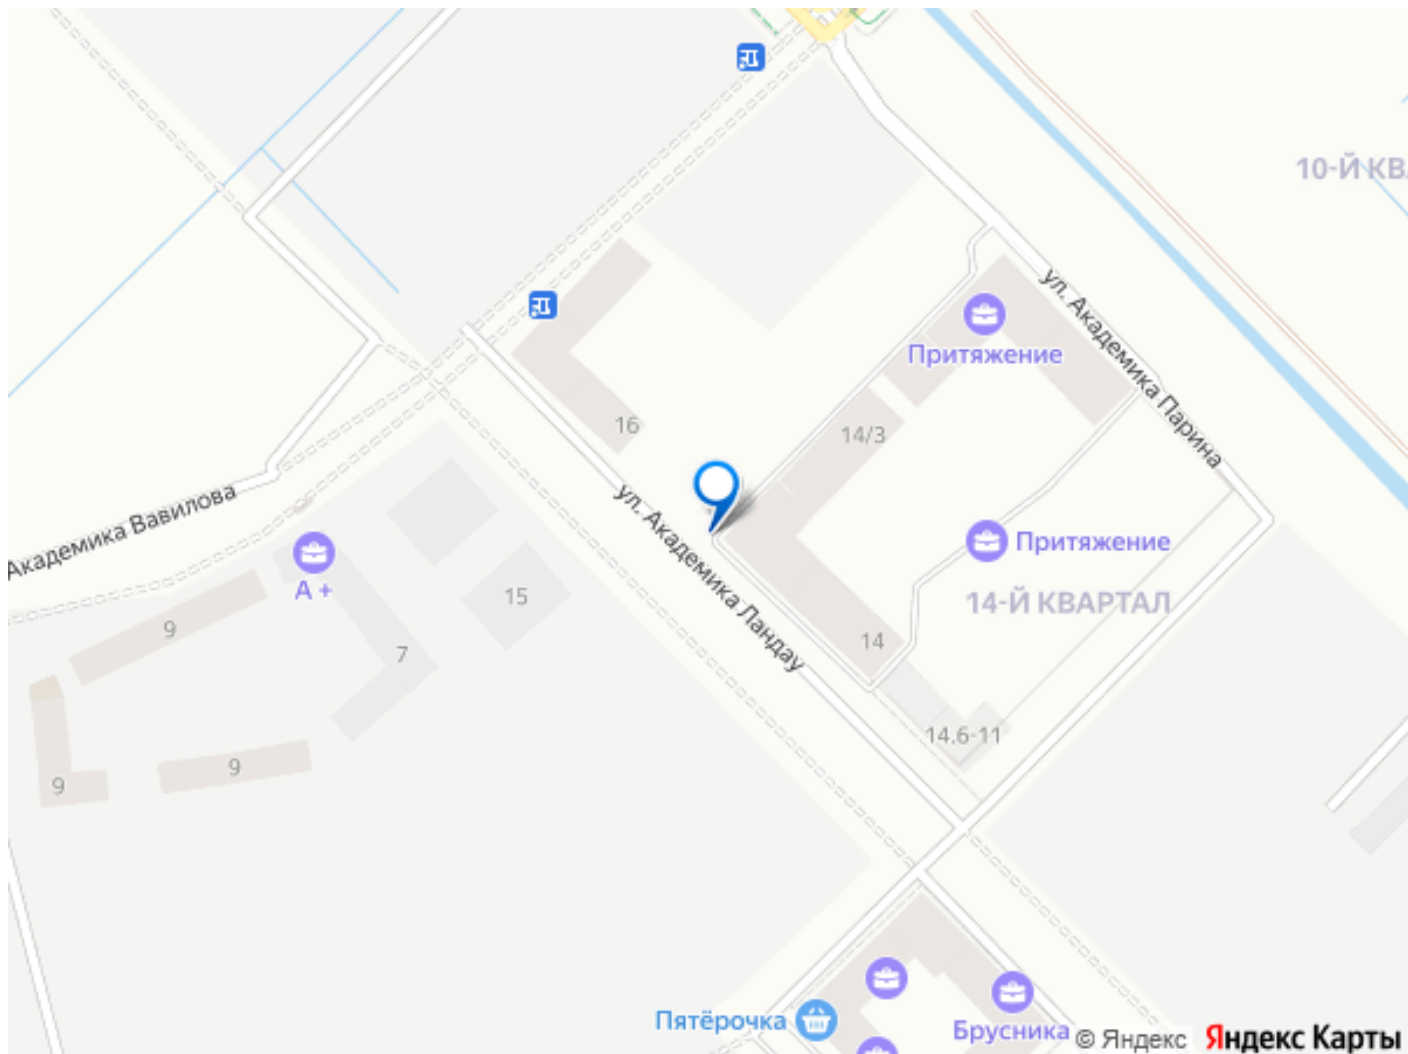 10-Й КВ
ул. Академика Парина
Притяжение
16
14/3
Академика Вавилова
ул. Академика Ландау
Притяжение
А +
14-Й КВАРТАЛ
15
9
7
14
14.6-11
9
9
Пятёрочка
Брусника
© Яндекс
Яндекс Карты